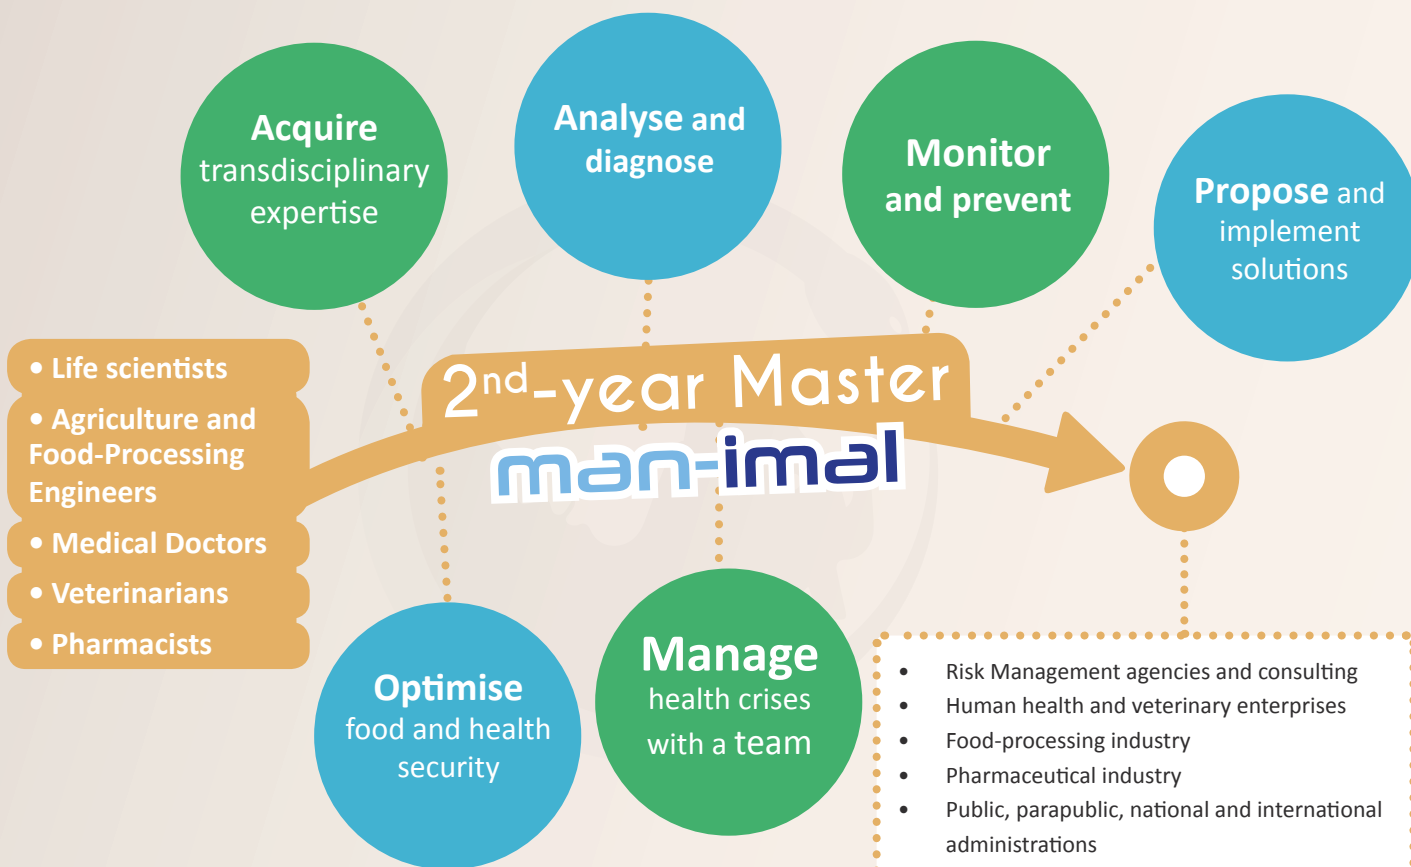 Acquire
transdisciplinary
expertise
Analyse and
diagnose
Monitor
and prevent
Propose and
implement
solutions
• Life scientists
• Agriculture and
Food-Processing
Engineers
• Medical Doctors
• Veterinarians
• Pharmacists
2nd-year Master
man-imal
Optimise
food and health
security
Manage
health crises
with a team
• Risk Management agencies and consulting
• Human health and veterinary enterprises
• Food-processing industry
• Pharmaceutical industry
• Public, parapublic, national and international
administrations